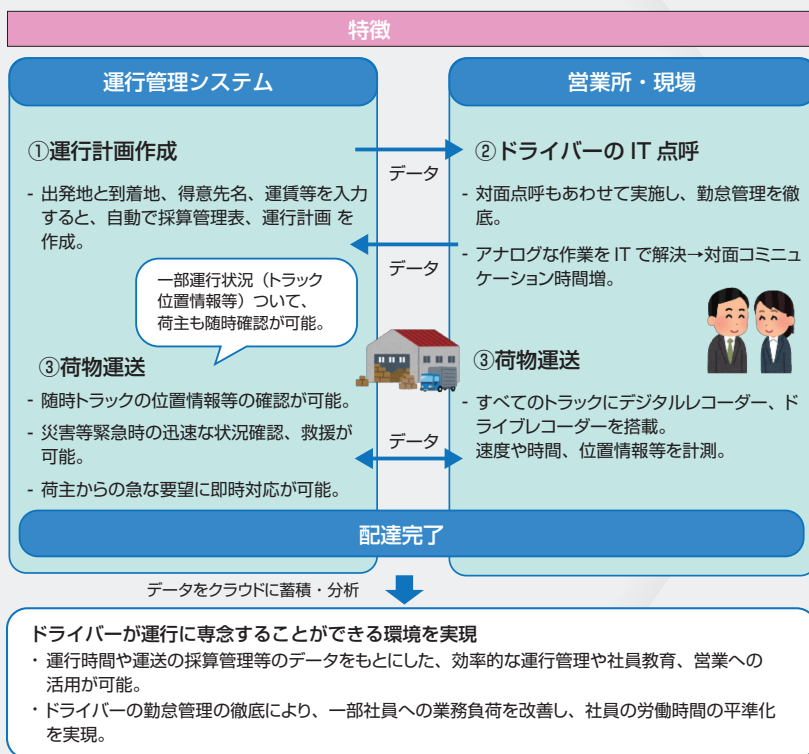 特徴
運行管理システム
営業所・現場
①運行計画作成
- 出発地と到着地、得意先名、運賃等を入力
すると、自動で採算管理表、運行計画 を
作成。
データ
データ
②ドライバーの IT 点呼
- 対面点呼もあわせて実施し、勤怠管理を徹
底。
- アナログな作業を IT で解決→対面コミニュ
ケーション時間増。
一部運行状況（トラック
位置情報等）ついて、
荷主も随時確認が可能。
③荷物運送
- 随時トラックの位置情報等の確認が可能。
- 災害等緊急時の迅速な状況確認、救援が
可能。
- 荷主からの急な要望に即時対応が可能。
データ
③荷物運送
- すべてのトラックにデジタルレコーダー、ド
ライブレコーダーを搭載。
速度や時間、位置情報等を計測。
配達完了
データをクラウドに蓄積・分析
ドライバーが運行に専念することができる環境を実現
・ 運行時間や運送の採算管理等のデータをもとにした、効率的な運行管理や社員教育、営業への
活用が可能。
・ドライバーの勤怠管理の徹底により、一部社員への業務負荷を改善し、社員の労働時間の平準化
を実現。